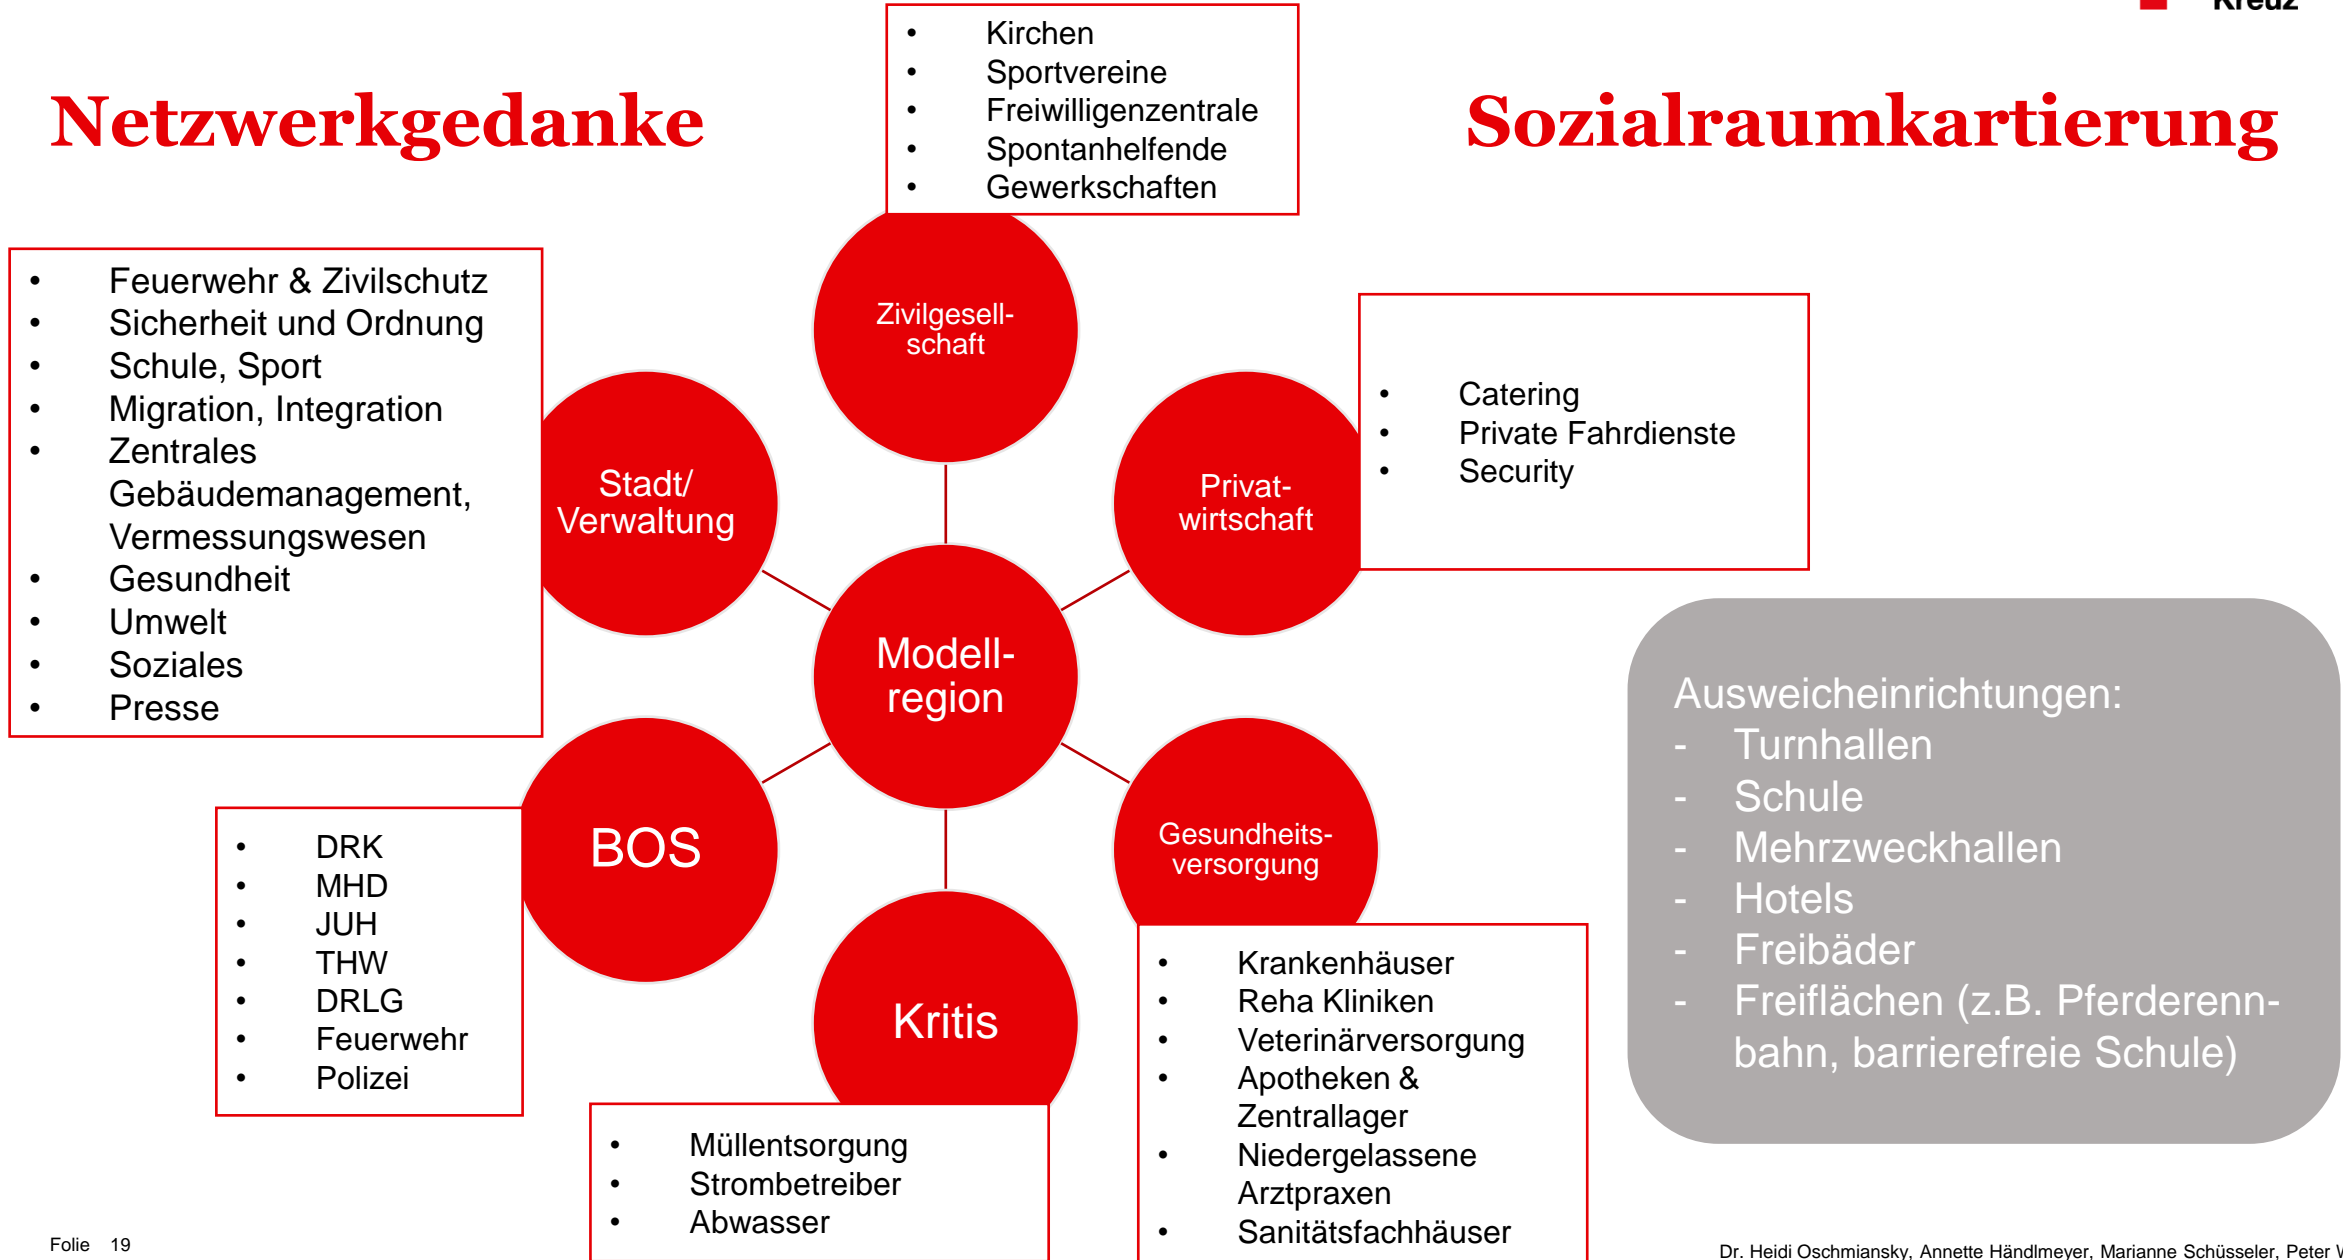 Kreuz
Netzwerkgedanke
Sozialraumkartierung
• Kirchen
• Sportvereine
• Freiwilligenzentrale
• Spontanhelfende
• Gewerkschaften
Zivilgesell-
schaft
• Feuerwehr & Zivilschutz
• Sicherheit und Ordnung
• Schule, Sport
• Migration, Integration
• Zentrales
Gebäudemanagement,
Vermessungswesen
• Gesundheit
• Umwelt
• Soziales
• Presse
Stadt/
Verwaltung
Privat-
wirtschaft
• Catering
• Private Fahrdienste
• Security
Modell-
region
BOS
• DRK
• MHD
• JUH
• THW
• DRLG
• Feuerwehr
• Polizei
Kritis
• Müllentsorgung
• Strombetreiber
• Abwasser
Gesundheits-
versorgung
• Krankenhäuser
• Reha Kliniken
• Veterinärversorgung
• Apotheken &
Zentrallager
• Niedergelassene
Arztpraxen
• Sanitätsfachhäuser
Ausweicheinrichtungen:
- Turnhallen
- Schule
- Mehrzweckhallen
- Hotels
- Freibäder
- Freiflächen (z.B. Pferderenn-
bahn, barrierefreie Schule)
Folie 19
Dr. Heidi Oschmiansky, Annette Händlmeyer, Marianne Schüsseler, Peter